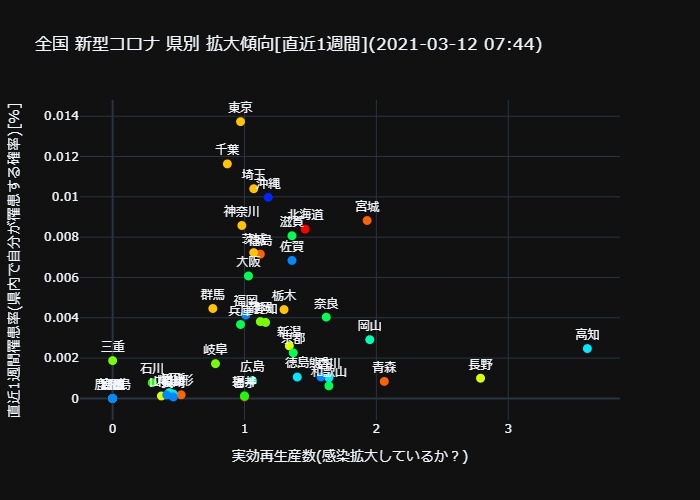 全国 新型コロナ 県別 拡大傾向[直近1週間](2021-03-12 07:44)
直近1週間罹患率(県内で自分が罹患する確率)[%]
0.014
0.012
0.01
0.008
0.006
0.004
0.002
0
東京
千葉
埼玉
沖縄
神奈川
北海道
滋賀
宮城
茨城
佐賀
大阪
群馬
栃木
福岡
兵庫
奈良
新潟
京都
岡山
高知
三重
岐阜
石川
広島
徳島
和歌山
青森
長野
0
1
2
3
実効再生産数(感染拡大しているか？)